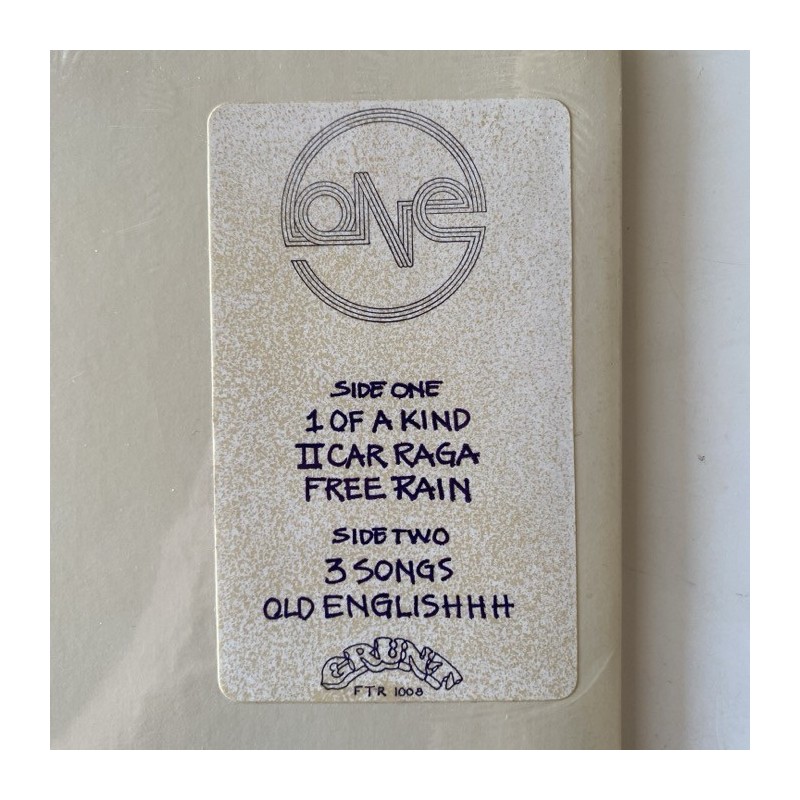 one
SIDE ONE
1 OF A KIND
II CAR RAGA
FREE RAIN
SIDE TWO
3 SONGS
OLD ENGLISHHH
GRUNT
FTR 1008